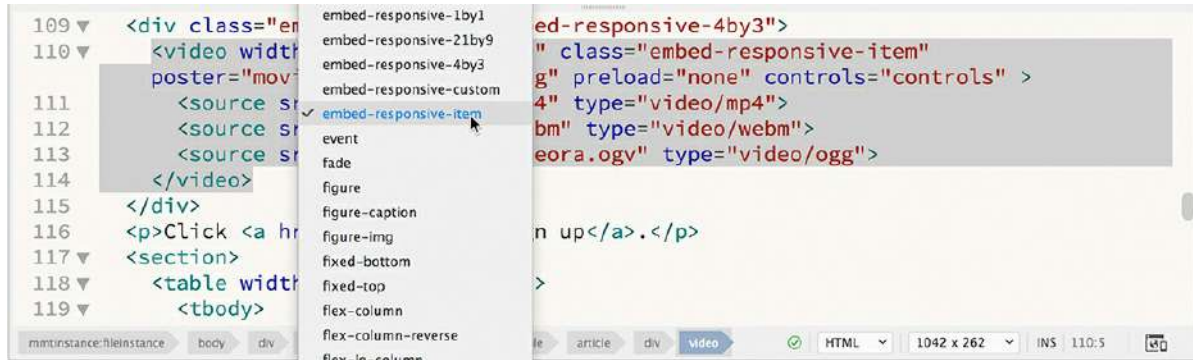 109 <div class="em
110 <video widt
poster="movi
111 <source sr
112 <source sr
113 <source sr
114 </video>
115 </div>
116 <p>Click <a hr
117 <section>
118 <table widt
119 <tbody>
embed-responsive-1by1
embed-responsive-21by9
embed-responsive-4by3
embed-responsive-custom
✓ embed-responsive-item
event
fade
figure
figure-caption
figure-img
fixed-bottom
fixed-top
flex-column
flex-column-reverse
ed-responsive-4by3">
" class="embed-responsive-item"
g" preload="none" controls="controls" >
4" type="video/mp4">
bm" type="video/webm">
eora.ogv" type="video/ogg">
n up</a>.</p>
>
mmtinstance:fileinstance body div article div video HTML 1042 x 262 INS 110:5